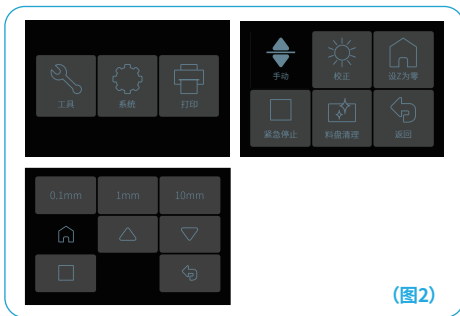 工具 系统 打印
手动 校正 设Z为零
紧急停止 料盘清理 返回
0.1mm 1mm 10mm
(图2)